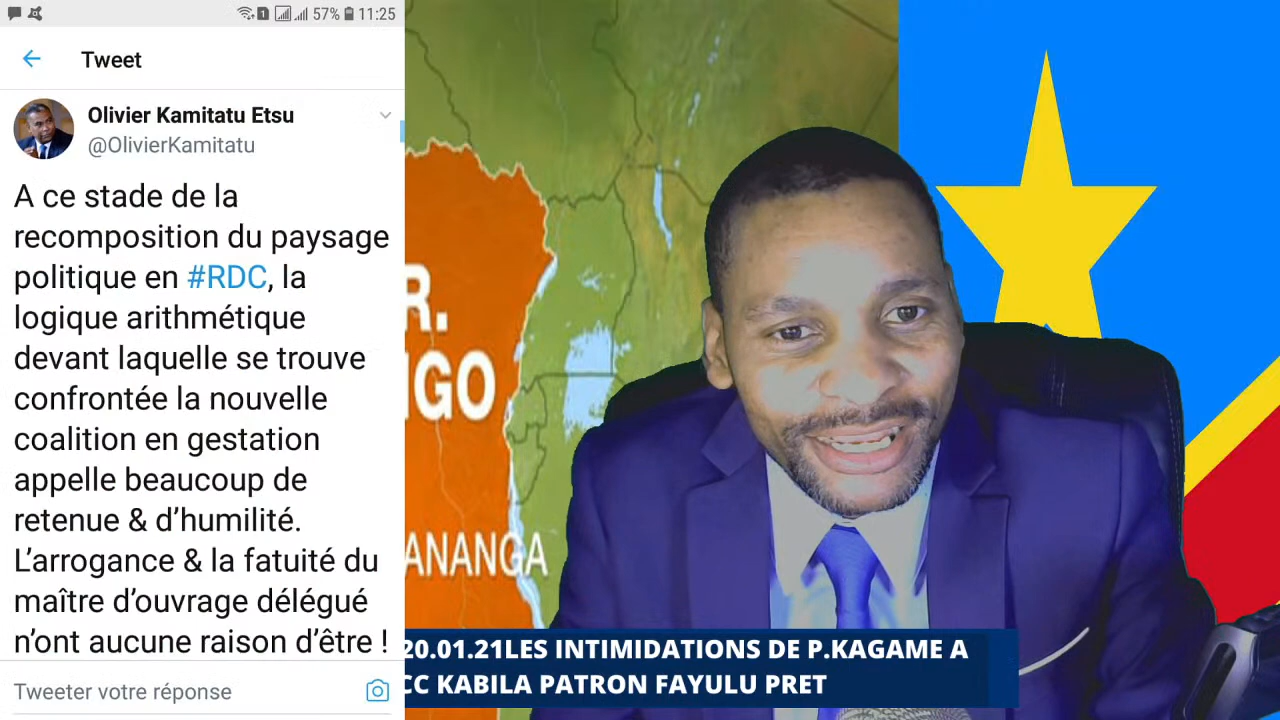 57% 11:25
Tweet
Olivier Kamitatu Etsu
@OlivierKamitatu
A ce stade de la
recomposition du paysage
politique en #RDC, la
logique arithmétique
devant laquelle se trouve
confrontée la nouvelle
coalition en gestation
appelle beaucoup de
retenue & d’humilité.
L’arrogance & la fatuité du
maître d’ouvrage délégué
n’ont aucune raison d’être !
Tweeter votre réponse
R.
NGO
ANANGA
20.01.21LES INTIMIDATIONS DE P.KAGAME A
CC KABILA PATRON FAYULU PRET